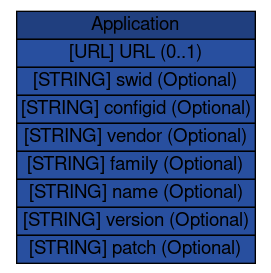 Application
[URL] URL (0..1)
[STRING] swid (Optional)
[STRING] configid (Optional)
[STRING] vendor (Optional)
[STRING] family (Optional)
[STRING] name (Optional)
[STRING] version (Optional)
[STRING] patch (Optional)